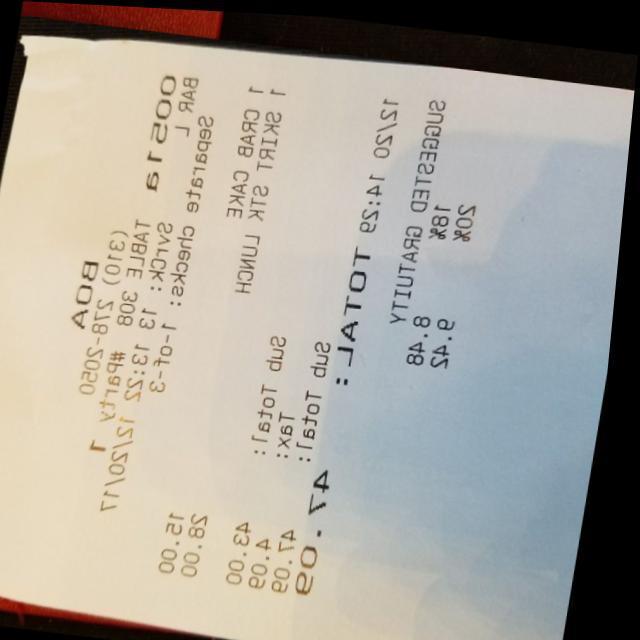 BOA
(310) 278-2050
0051a TABLE 308 #Party 1
BAR L SvrCk: 13 13:22 12/20/17
Separate checks: 1-of-3
1 CRAB CAKE 15.00
1 SKIRT STK LUNCH 28.00
Sub Total: 43.00
Tax: 4.09
Sub Total: 47.09
12/20 14:29 TOTAL: 47.09
SUGGESTED GRATUITY
18% 8.48
20% 9.42